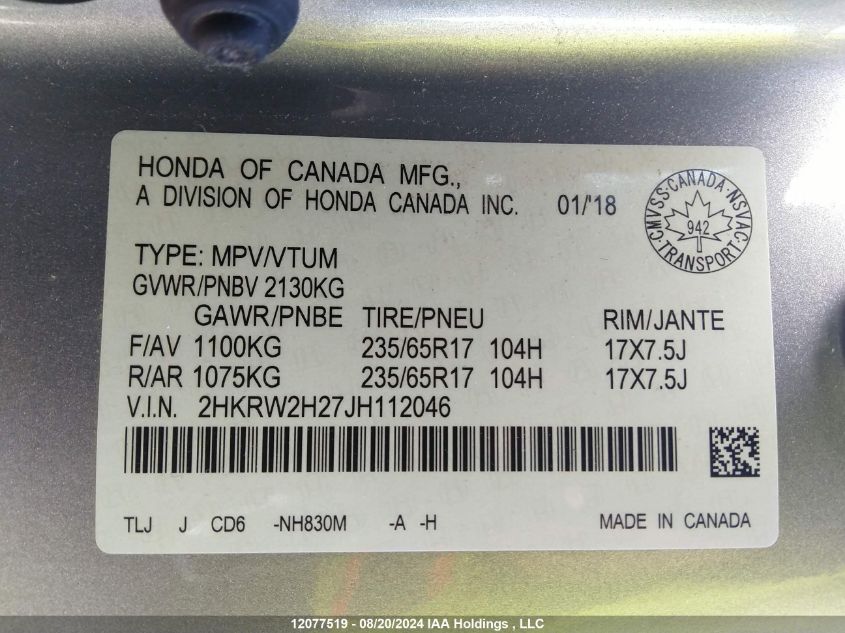 HONDA OF CANADA MFG.,
A DIVISION OF HONDA CANADA INC. 01/'18
CMVSS·CANADA·NSVAC·TRANSPORT·
942
TYPE: MPV/VTUM
GVWR/PNBV 2130KG
GAWR/PNBE TIRE/PNEU RIM/JANTE
F/AV 1100KG 235/65R17 104H 17X7.5J
R/AR 1075KG 235/65R17 104H 17X7.5J
V.I.N. 2HKRW2H27JH112046
TLJ J CD6 -NH830M -A -H MADE IN CANADA
12077519 - 08/20/2024 IAA Holdings , LLC